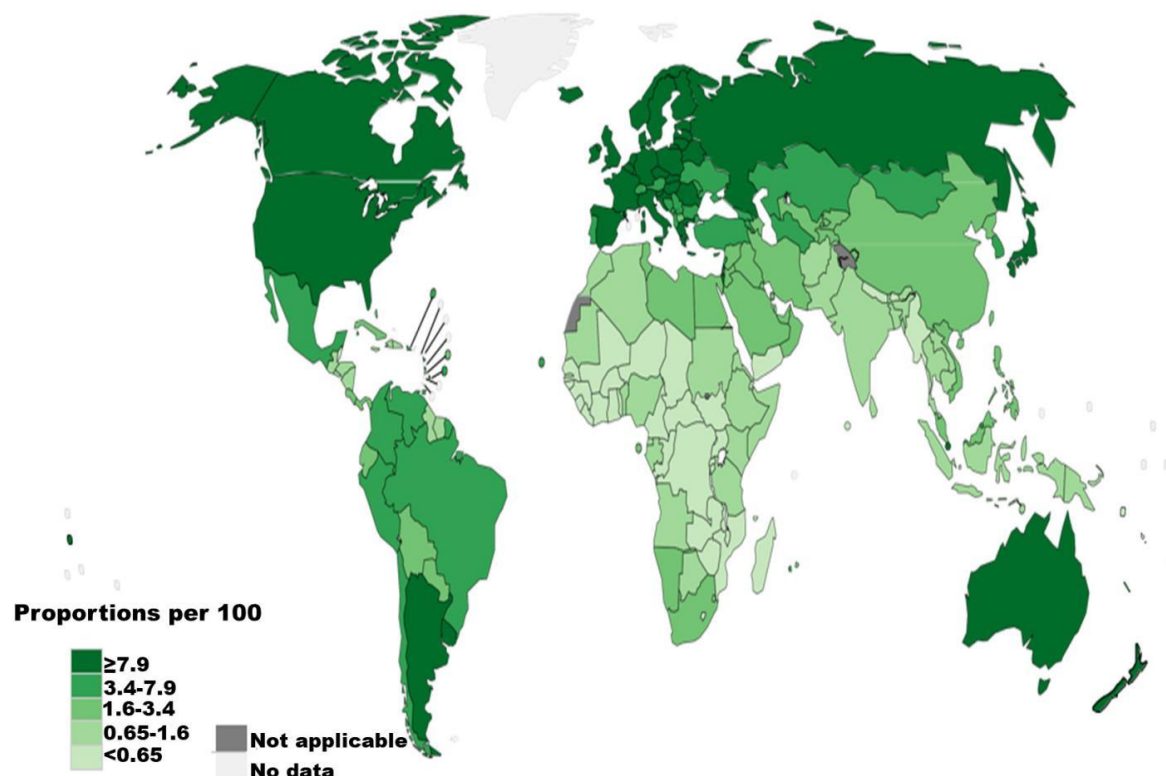 Proportions per 100
≥7.9
3.4-7.9
1.6-3.4
0.65-1.6
<0.65
Not applicable
No data